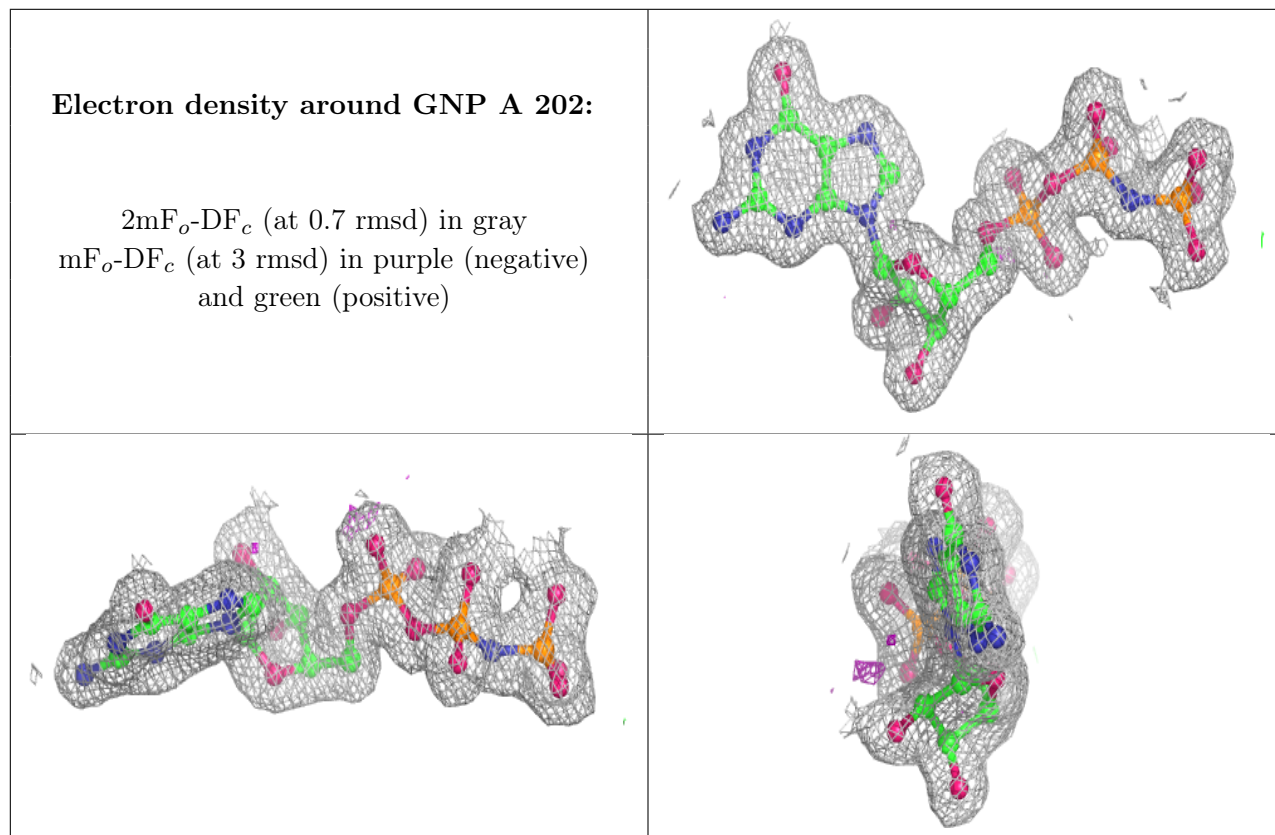 Electron density around GNP A 202:
2mFo-DFc (at 0.7 rmsd) in gray
mFo-DFc (at 3 rmsd) in purple (negative)
and green (positive)